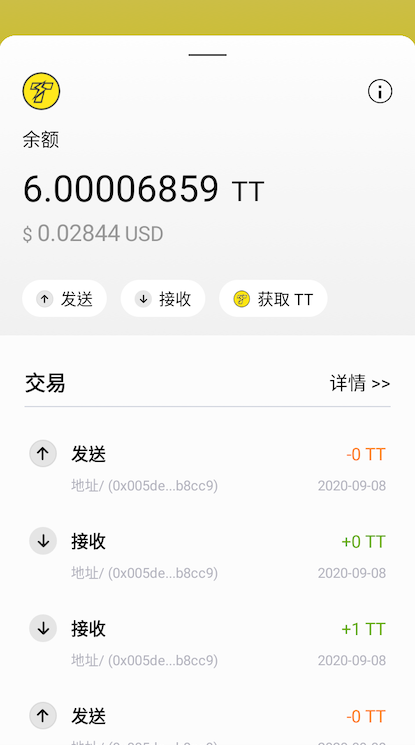 余额
6.00006859 TT
$ 0.02844 USD
发送 接收 获取 TT
交易 详情 >>
发送 -0 TT
地址/ (0x005de...b8cc9) 2020-09-08
接收 +0 TT
地址/ (0x005de...b8cc9) 2020-09-08
接收 +1 TT
地址/ (0x005de...b8cc9) 2020-09-08
发送 -0 TT